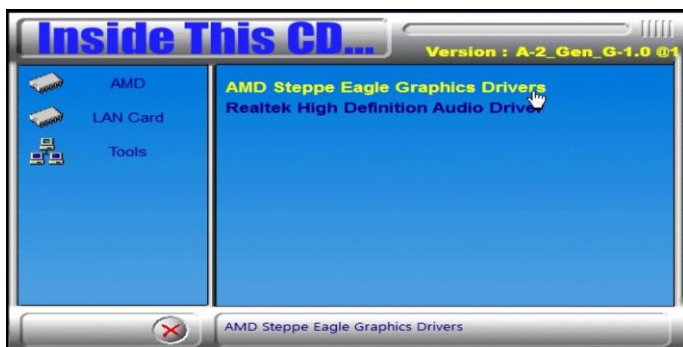 Inside This CD...
Version : A-2_Gen_G-1.0 @1
AMD
LAN Card
Tools
AMD Steppe Eagle Graphics Drivers
Realtek High Definition Audio Driver
AMD Steppe Eagle Graphics Drivers